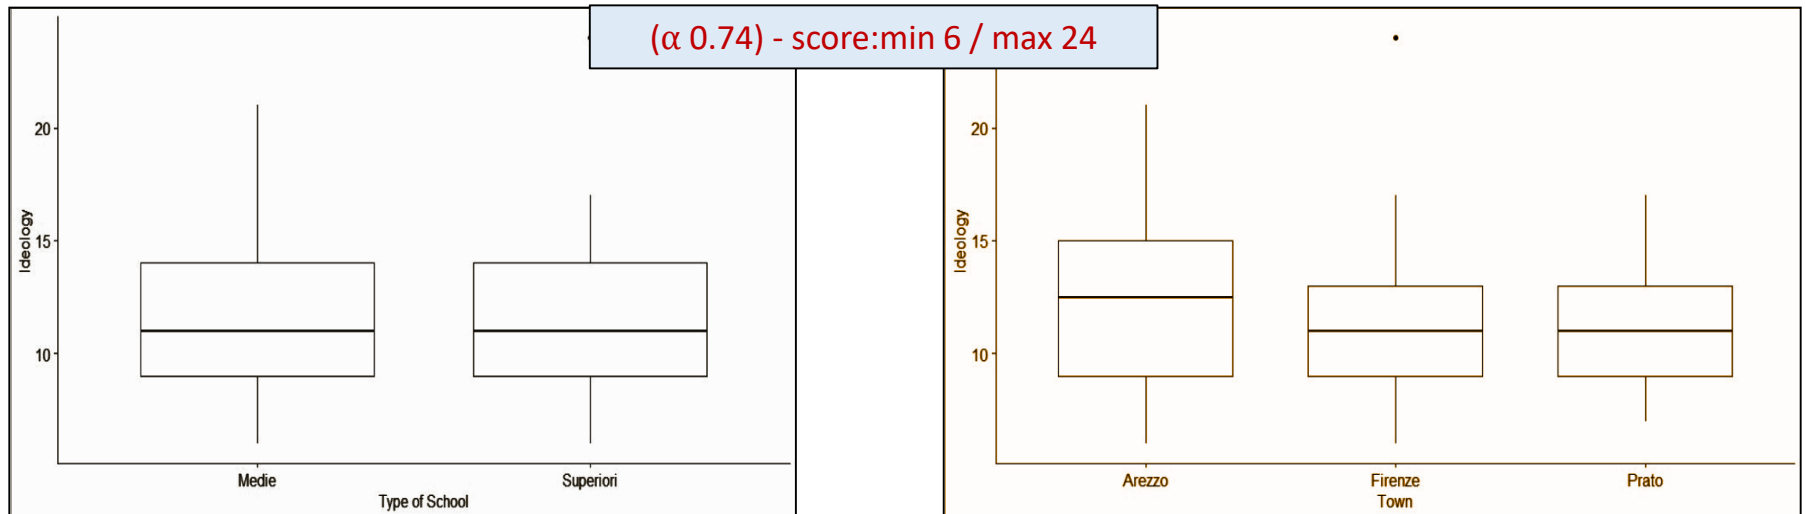 (α 0.74) - score:min 6 / max 24
Ideology
20
15
10
Medie
Superiori
Type of School
Ideology
20
15
10
Arezzo
Firenze
Prato
Town